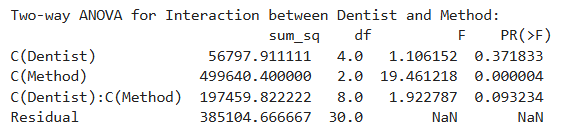 Two-way ANOVA for Interaction between Dentist and Method:
sum_sq df F PR(>F)
C(Dentist) 56797.911111 4.0 1.106152 0.371833
C(Method) 499640.400000 2.0 19.461218 0.000004
C(Dentist):C(Method) 197459.822222 8.0 1.922787 0.093234
Residual 385104.666667 30.0 NaN NaN